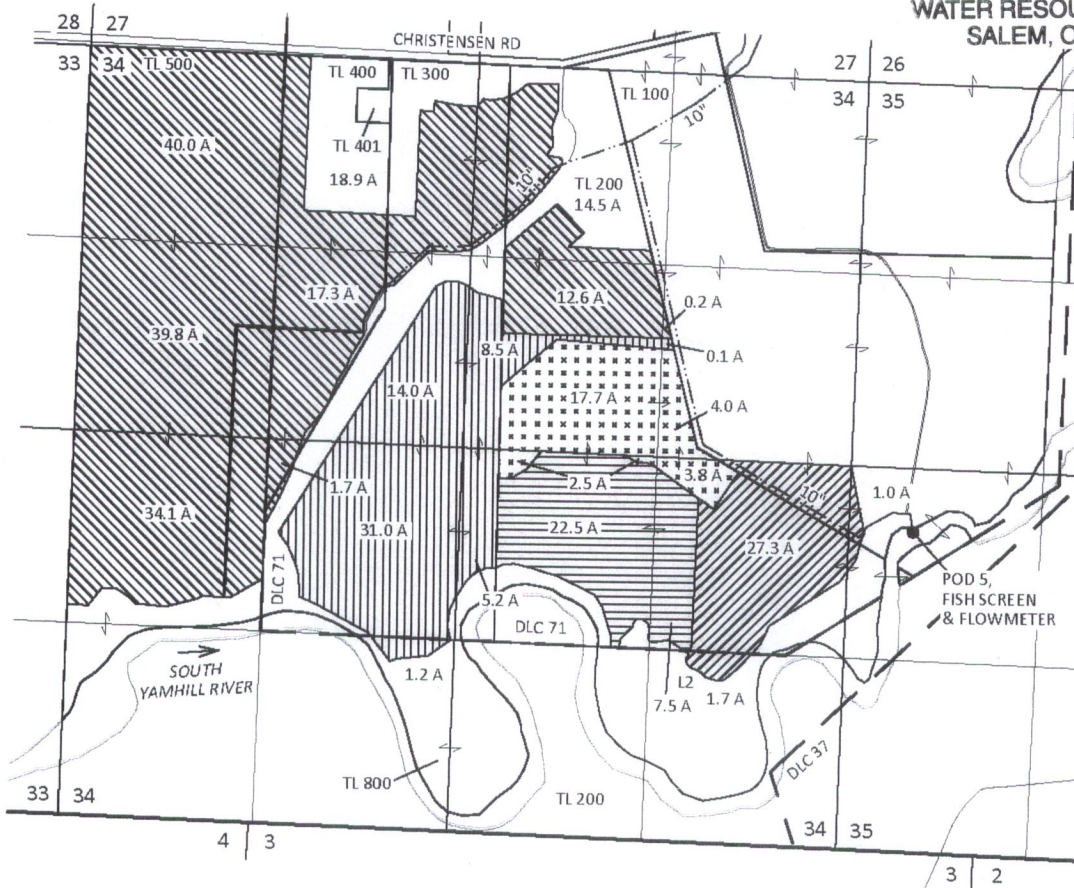 WATER RESOU
SALEM, O
28 27
CHRISTENSEN RD
33 34 TL 500
TL 400
TL 300
27 26
34 35
TL 100
10"
40.0 A
TL 401
18.9 A
10"
TL 200
14.5 A
17.3 A
12.6 A
0.2 A
39.8 A
8.5 A
0.1 A
14.0 A
17.7 A
4.0 A
1.7 A
2.5 A
3.8 A
10"
1.0 A
34.1 A
31.0 A
22.5 A
27.3 A
DLC 71
5.2 A
POD 5,
FISH SCREEN
& FLOWMETER
DLC 71
SOUTH
YAMHILL RIVER
1.2 A
L2
7.5 A
1.7 A
DLC 37
TL 800
TL 200
33 34
34 35
4 3
3 2